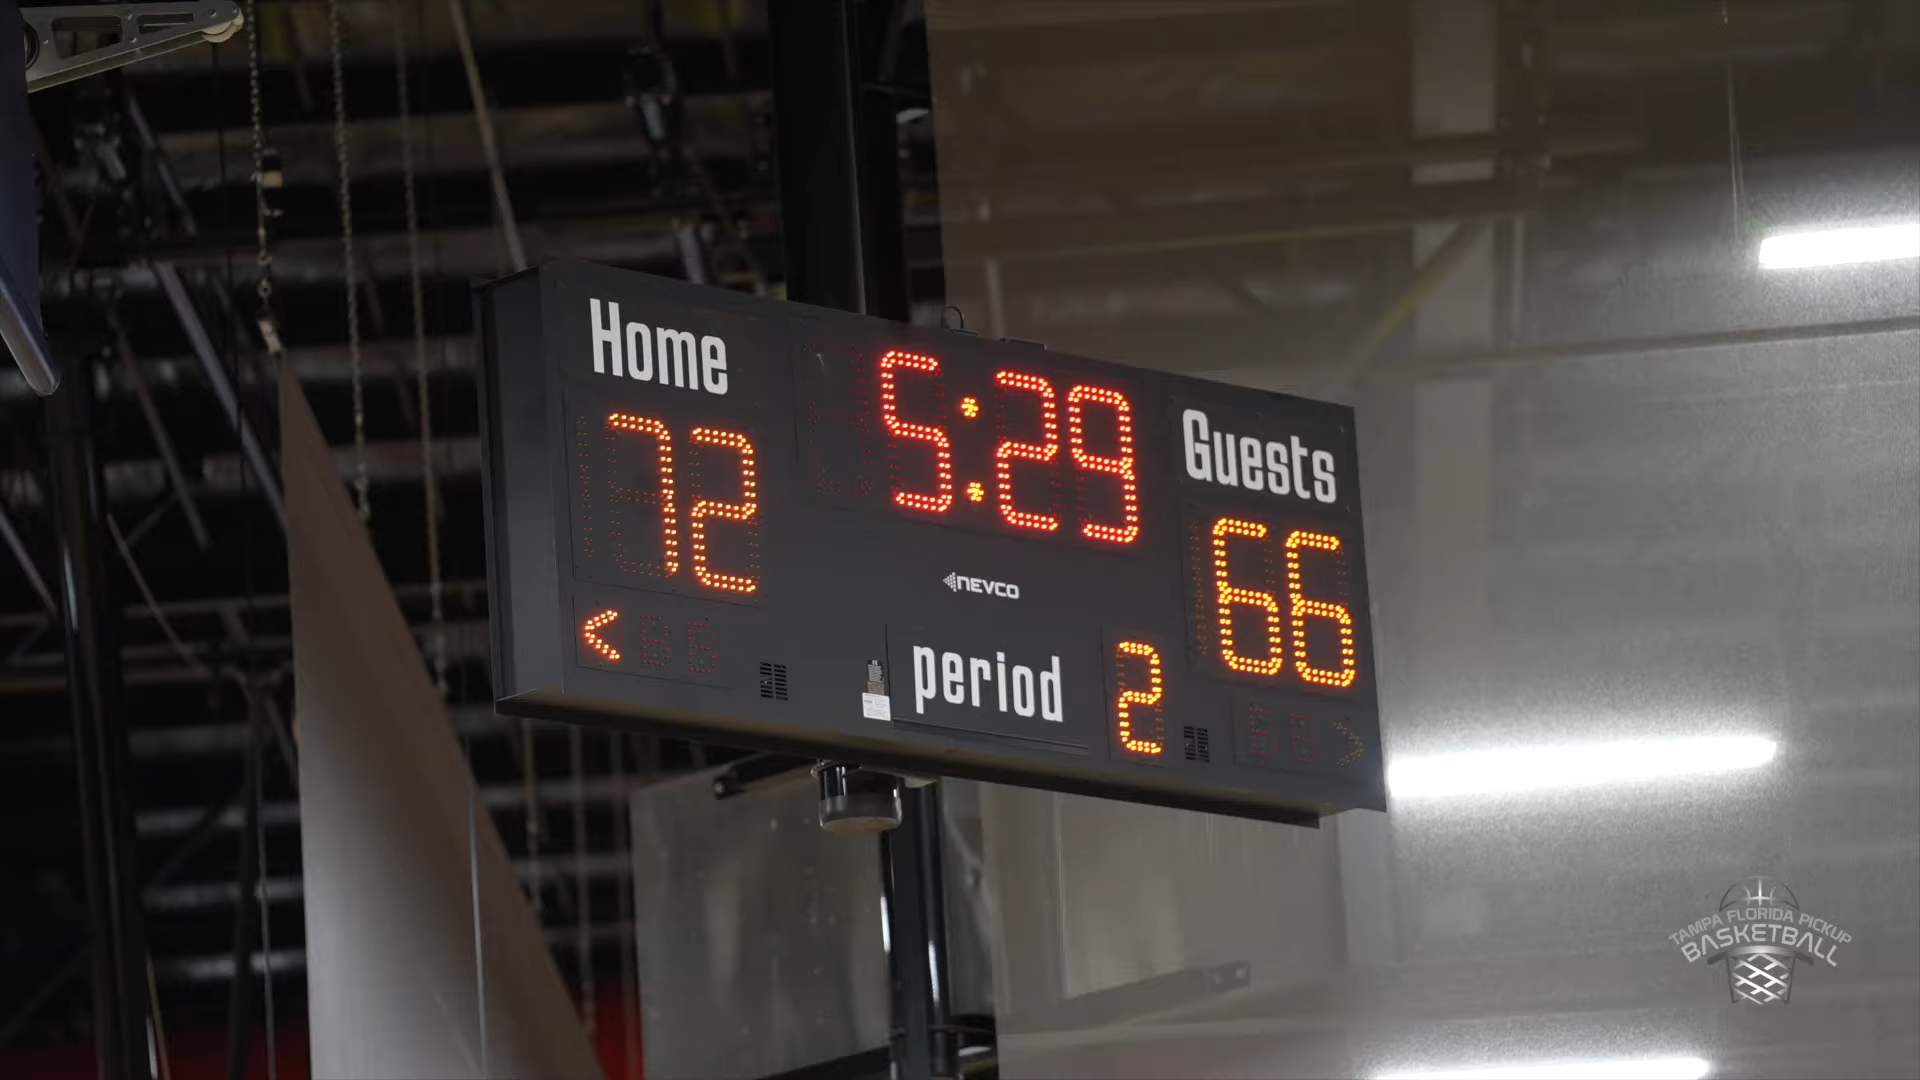 Home
5:29
Guests
72
66
NEVCO
<
period
2
TAMPA FLORIDA PICKUP
BASKETBALL